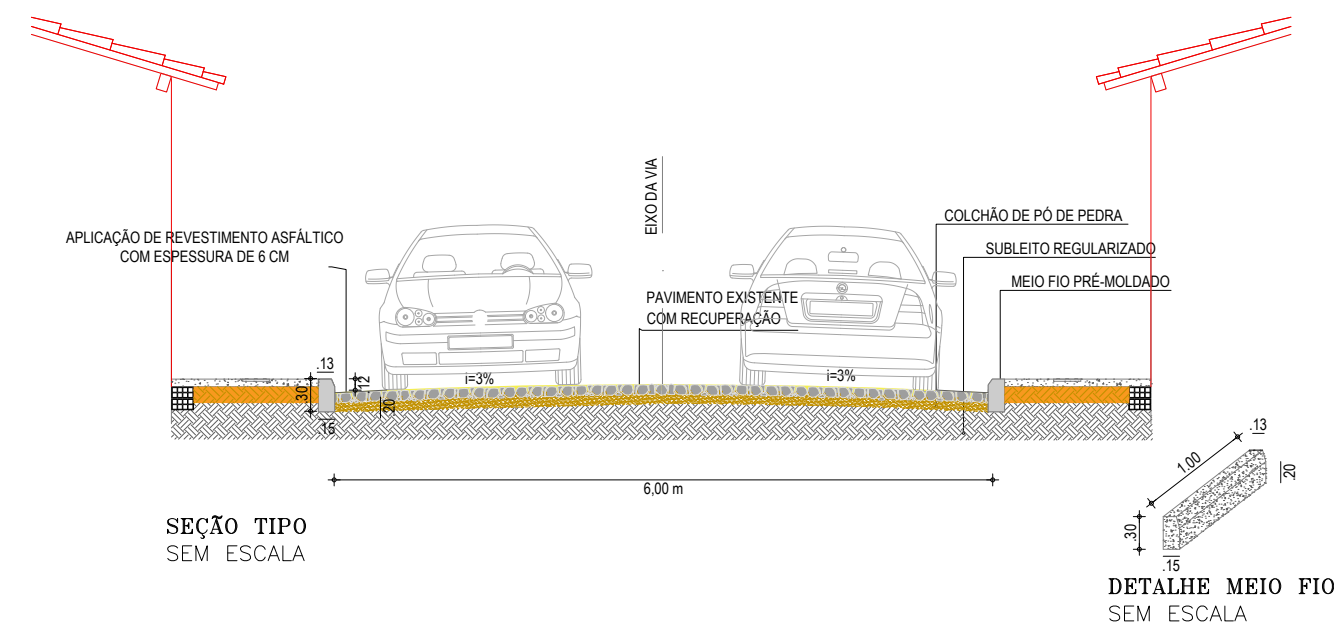 EIXO DA VIA
APLICAÇÃO DE REVESTIMENTO ASFÁLTICO
COM ESPESSURA DE 6 CM
COLCHÃO DE PÓ DE PEDRA
SUBLEITO REGULARIZADO
MEIO FIO PRÉ-MOLDADO
PAVIMENTO EXISTENTE
COM RECUPERAÇÃO
.13
.12
i=3%
i=3%
.30
.20
.15
6,00 m
SEÇÃO TIPO
SEM ESCALA
.13
1.00
.20
.30
.15
DETALHE MEIO FIO
SEM ESCALA